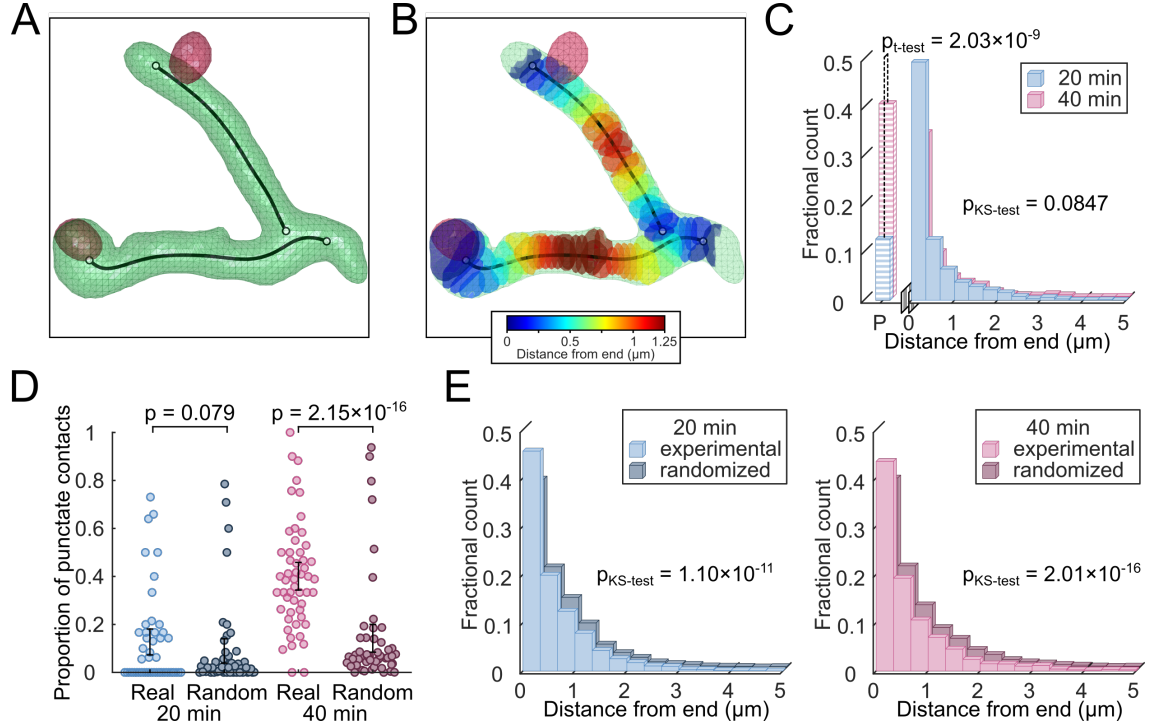 A
B
0
0.5
1
1.25
Distance from end (µm)
C
p t-test = 2.03×10-9
20 min
40 min
pKS-test = 0.0847
Fractional count
0.5
0.4
0.3
0.2
0.1
0
P
0
1
2
3
4
5
Distance from end (µm)
D
p = 0.079
p = 2.15×10-16
Proportion of punctate contacts
1
0.8
0.6
0.4
0.2
0
Real Random Real Random
20 min
40 min
E
20 min
experimental
randomized
pKS-test = 1.10×10-11
Fractional count
0.5
0.4
0.3
0.2
0.1
0
0 1 2 3 4 5
Distance from end (µm)
40 min
experimental
randomized
pKS-test = 2.01×10-16
Fractional count
0.5
0.4
0.3
0.2
0.1
0
0 1 2 3 4 5
Distance from end (µm)